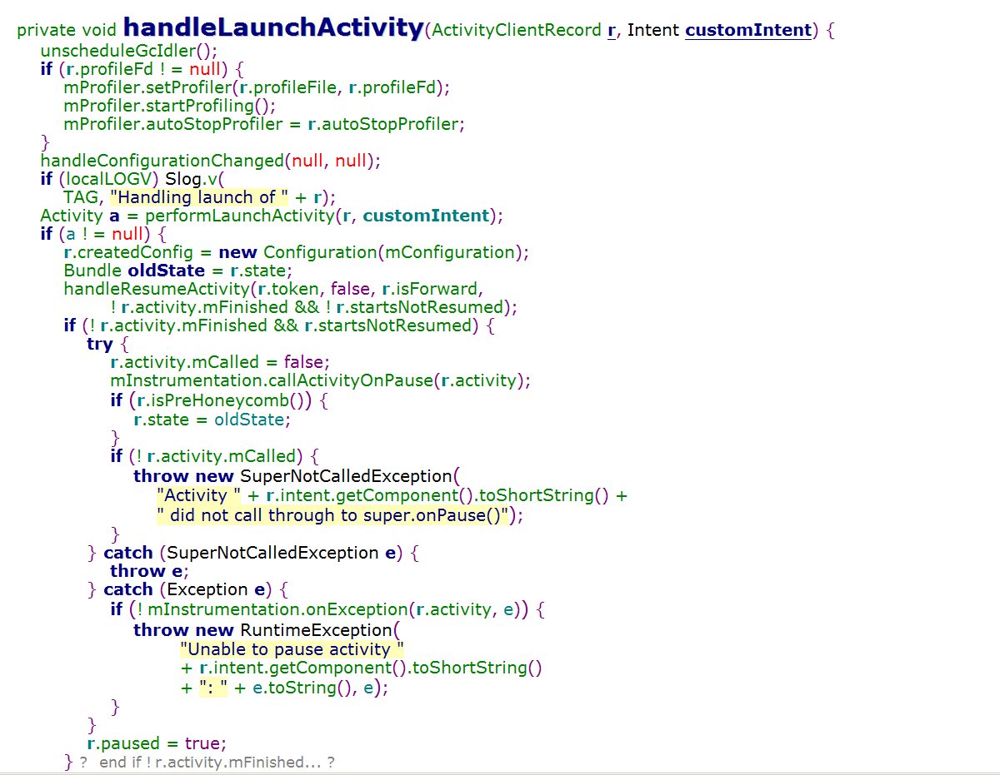 private void handleLaunchActivity(ActivityClientRecord r, Intent customIntent) {
unscheduleGcIdler();
if (r.profileFd != null) {
mProfiler.setProfiler(r.profileFile, r.profileFd);
mProfiler.startProfiling();
mProfiler.autoStopProfiler = r.autoStopProfiler;
}
handleConfigurationChanged(null, null);
if (localLOGV) Slog.v(
TAG, "Handling launch of " + r);
Activity a = performLaunchActivity(r, customIntent);
if (a != null) {
r.createdConfig = new Configuration(mConfiguration);
Bundle oldState = r.state;
handleResumeActivity(r.token, false, r.isForward,
!r.activity.mFinished && !r.startsNotResumed);
if (!r.activity.mFinished && r.startsNotResumed) {
try {
r.activity.mCalled = false;
mInstrumentation.callActivityOnPause(r.activity);
if (r.isPreHoneycomb()) {
r.state = oldState;
}
if (!r.activity.mCalled) {
throw new SuperNotCalledException(
"Activity " + r.intent.getComponent().toShortString() +
" did not call through to super.onPause()");
}
} catch (SuperNotCalledException e) {
throw e;
} catch (Exception e) {
if (!mInstrumentation.onException(r.activity, e)) {
throw new RuntimeException(
"Unable to pause activity "
+ r.intent.getComponent().toShortString()
+ ": " + e.toString(), e);
}
}
r.paused = true;
} ? end if !r.activity.mFinished... ?